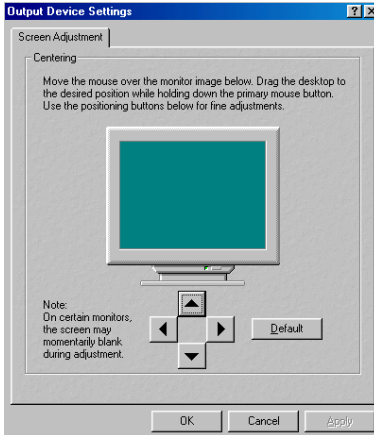 Output Device Settings
Screen Adjustment
Centering
Move the mouse over the monitor image below. Drag the desktop to
the desired position while holding down the primary mouse button.
Use the positioning buttons below for fine adjustments.
Note:
On certain monitors,
the screen may
momentarily blank
during adjustment.
Default
OK
Cancel
Apply